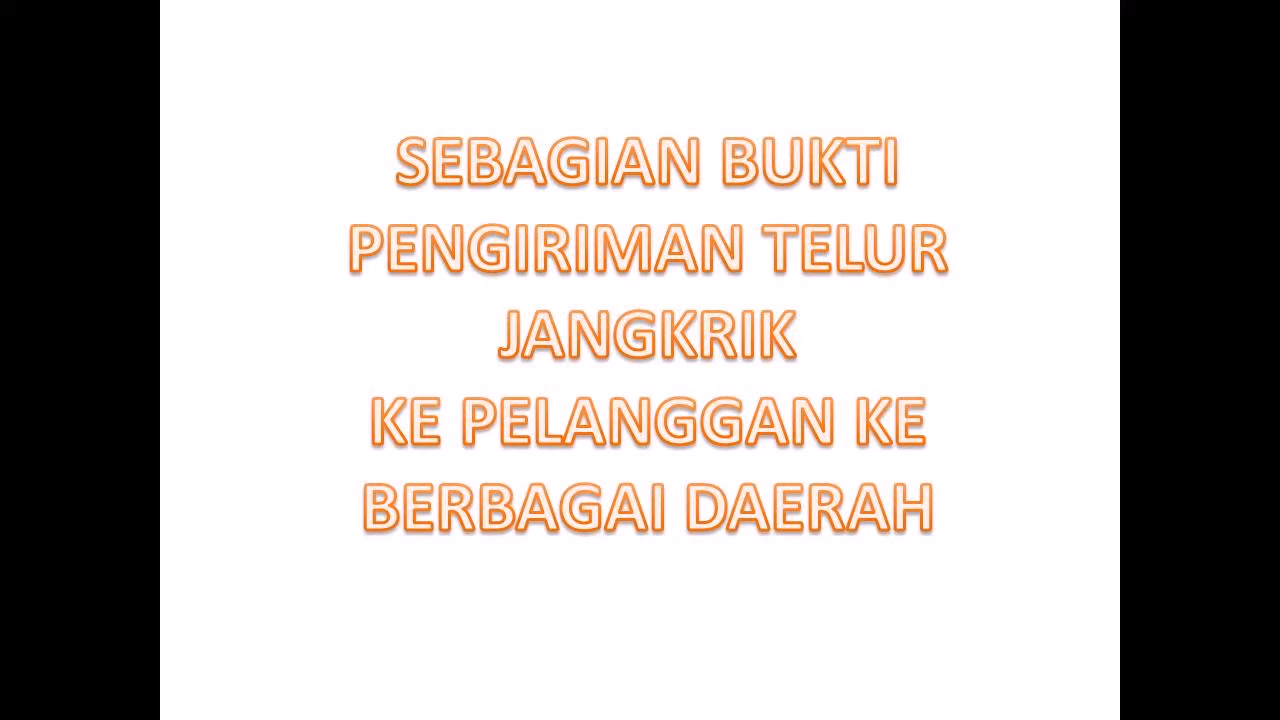 SEBAGIAN BUKTI
PENGIRIMAN TELUR
JANGKRIK
KE PELANGGAN KE
BERBAGAI DAERAH